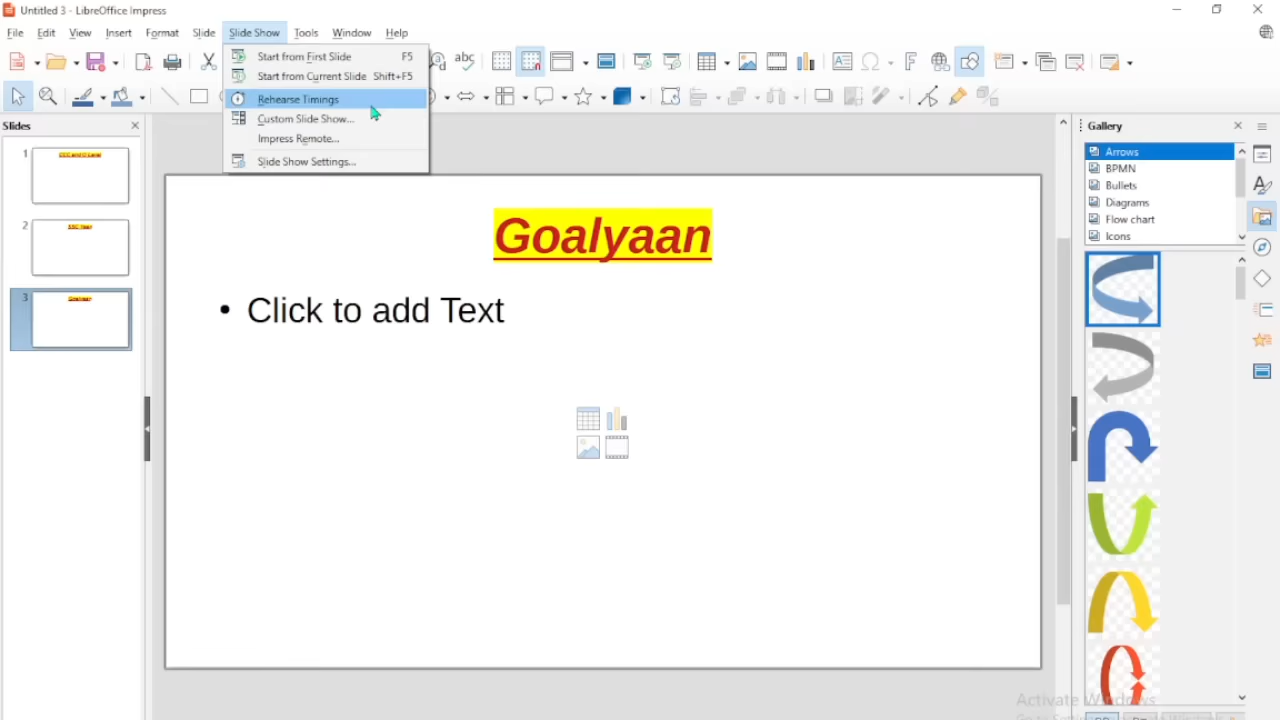 Untitled 3 - LibreOffice Impress
File Edit View Insert Format Slide Slide Show Tools Window Help
Start from First Slide F5
Start from Current Slide Shift+F5
Rehearse Timings
Custom Slide Show...
Impress Remote...
Slide Show Settings...
Slides
1
2
3
Goalyaan
• Click to add Text
Gallery
Arrows
BPMN
Bullets
Diagrams
Flow chart
Icons
Activate Windows